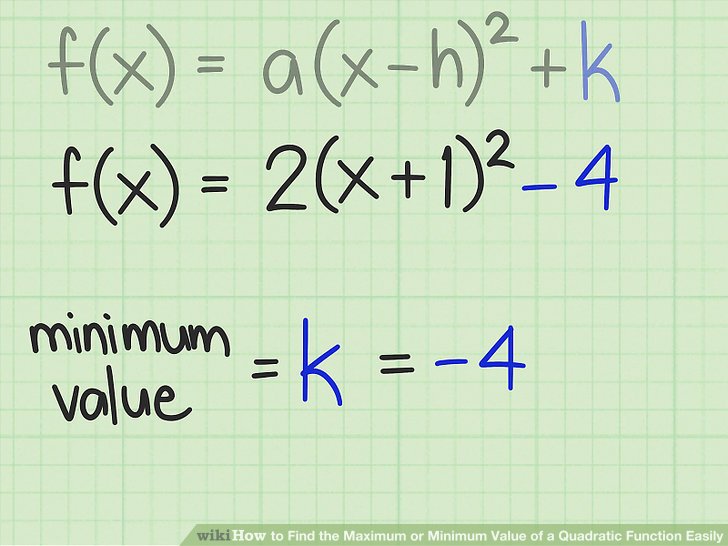 f(x) = a(x-h)² + k
f(x) = 2(x+1)² - 4
minimum value = k = -4
wikiHow to Find the Maximum or Minimum Value of a Quadratic Function Easily